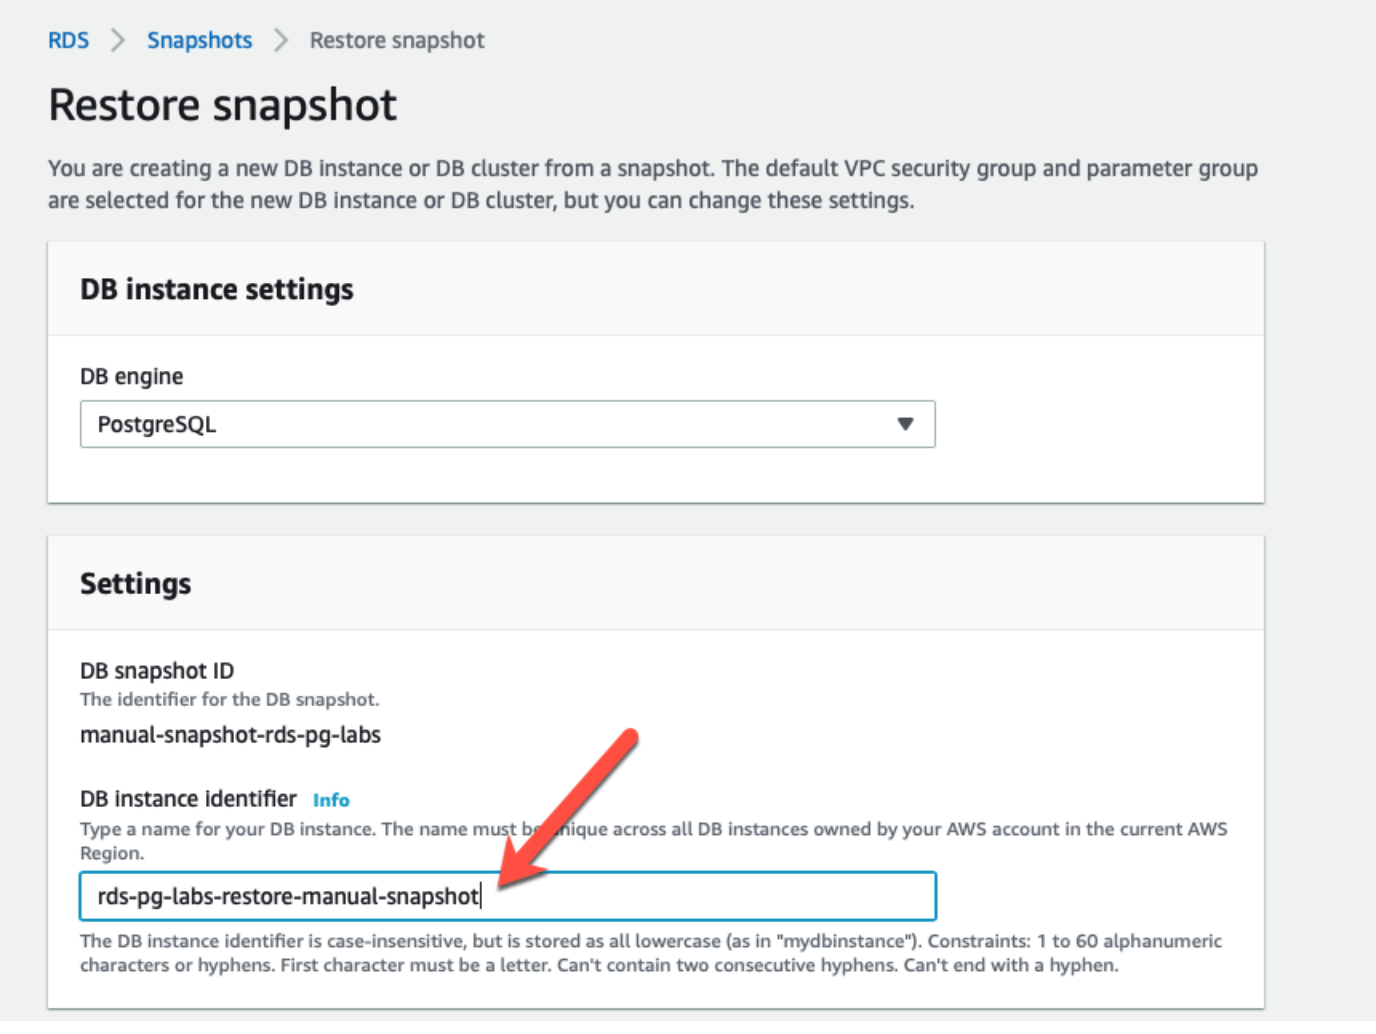 RDS > Snapshots > Restore snapshot
Restore snapshot
You are creating a new DB instance or DB cluster from a snapshot. The default VPC security group and parameter group
are selected for the new DB instance or DB cluster, but you can change these settings.
DB instance settings
DB engine
PostgreSQL
Settings
DB snapshot ID
The identifier for the DB snapshot.
manual-snapshot-rds-pg-labs
DB instance identifier Info
Type a name for your DB instance. The name must be unique across all DB instances owned by your AWS account in the current AWS
Region.
rds-pg-labs-restore-manual-snapshot
The DB instance identifier is case-insensitive, but is stored as all lowercase (as in "mydbinstance"). Constraints: 1 to 60 alphanumeric
characters or hyphens. First character must be a letter. Can't contain two consecutive hyphens. Can't end with a hyphen.